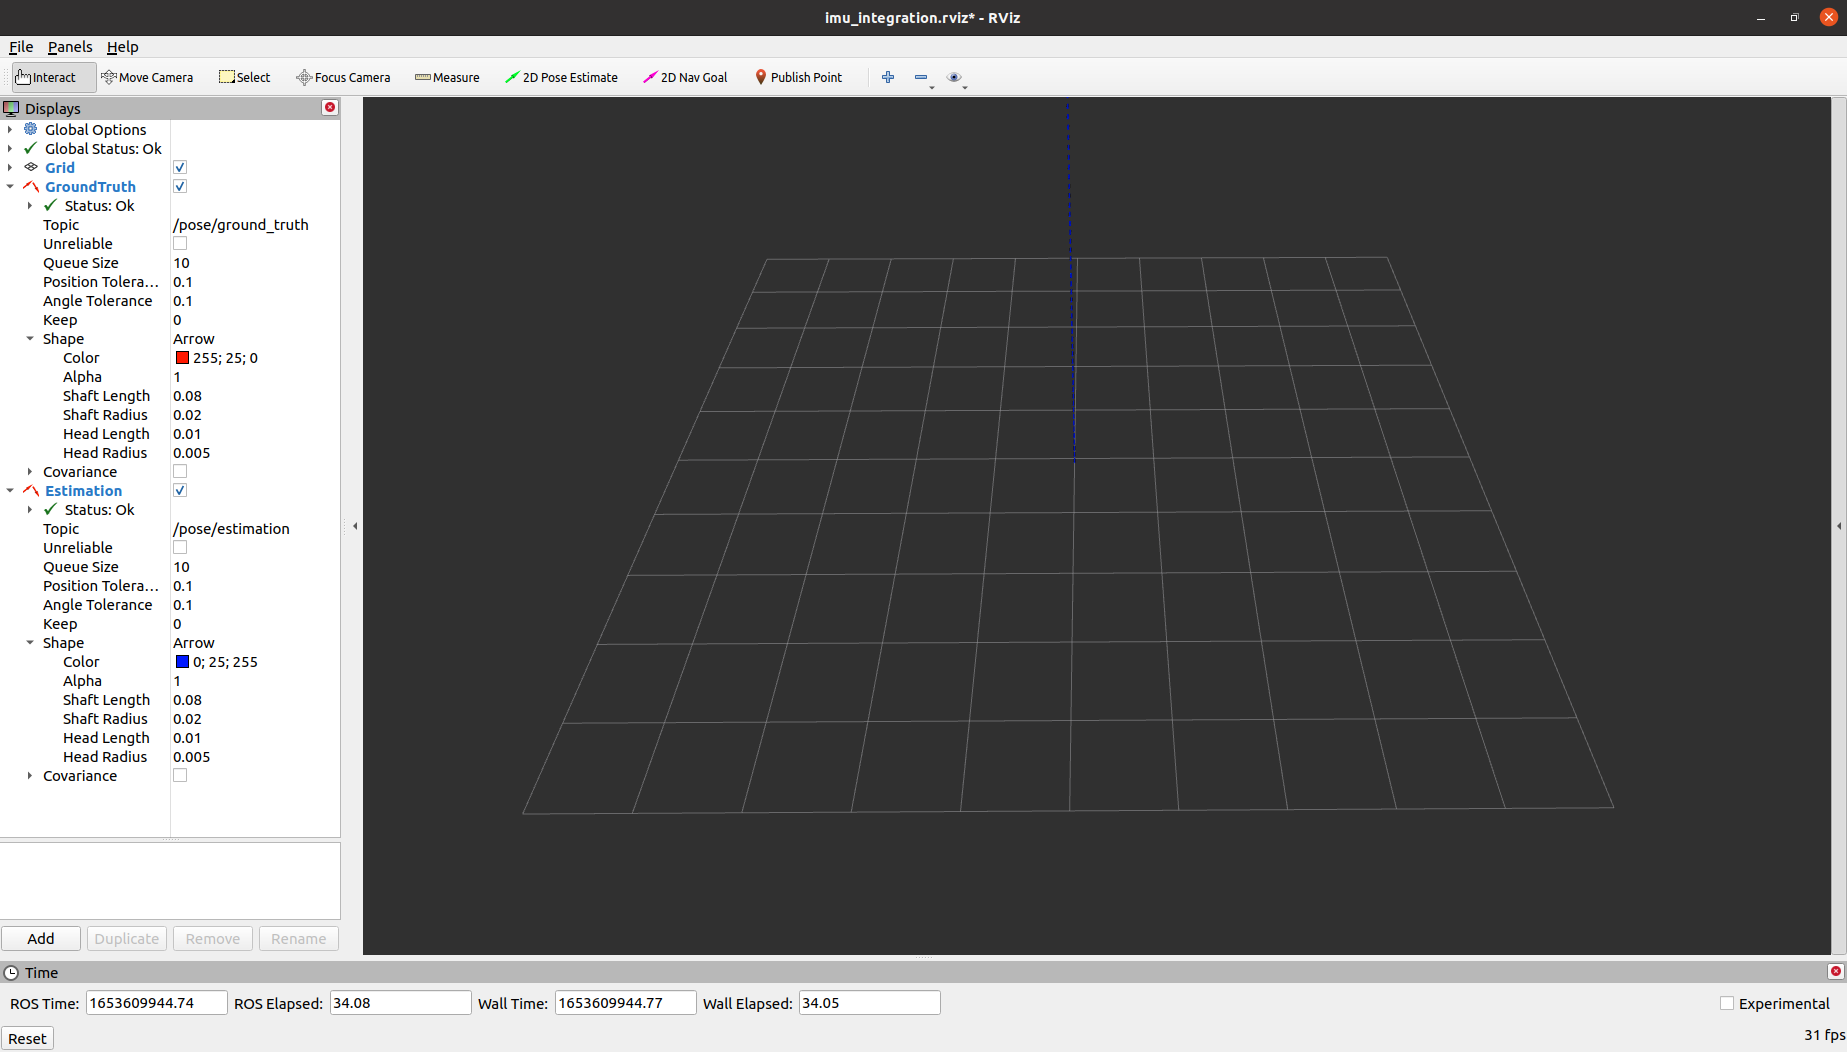 imu_integration.rviz* - RViz
File Panels Help
Interact Move Camera Select Focus Camera Measure 2D Pose Estimate 2D Nav Goal Publish Point
Displays
Global Options
Global Status: Ok
Grid
GroundTruth
Status: Ok
Topic /pose/ground_truth
Unreliable
Queue Size 10
Position Tolera... 0.1
Angle Tolerance 0.1
Keep 0
Shape Arrow
Color 255; 25; 0
Alpha 1
Shaft Length 0.08
Shaft Radius 0.02
Head Length 0.01
Head Radius 0.005
Covariance
Estimation
Status: Ok
Topic /pose/estimation
Unreliable
Queue Size 10
Position Tolera... 0.1
Angle Tolerance 0.1
Keep 0
Shape Arrow
Color 0; 25; 255
Alpha 1
Shaft Length 0.08
Shaft Radius 0.02
Head Length 0.01
Head Radius 0.005
Covariance
Add Duplicate Remove Rename
Time
ROS Time: 1653609944.74 ROS Elapsed: 34.08 Wall Time: 1653609944.77 Wall Elapsed: 34.05 Experimental
Reset 31 fps